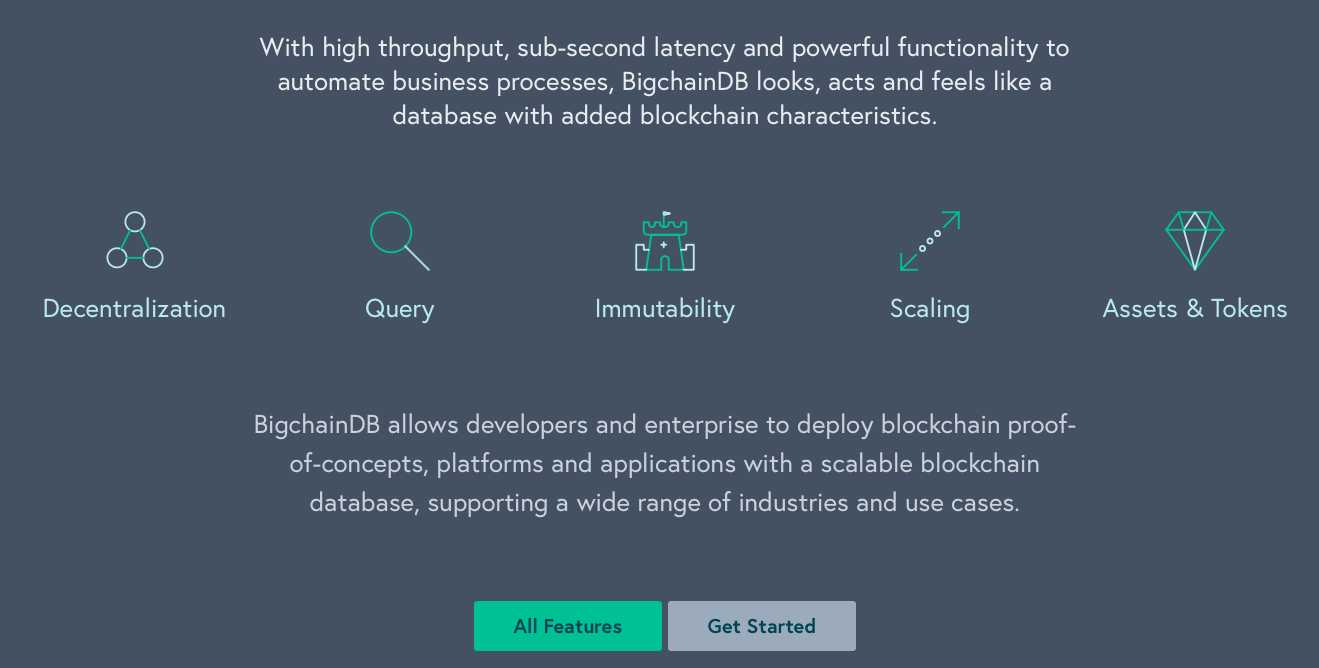 With high throughput, sub-second latency and powerful functionality to
automate business processes, BigchainDB looks, acts and feels like a
database with added blockchain characteristics.
Decentralization
Query
Immutability
Scaling
Assets & Tokens
BigchainDB allows developers and enterprise to deploy blockchain proof-
of-concepts, platforms and applications with a scalable blockchain
database, supporting a wide range of industries and use cases.
All Features
Get Started